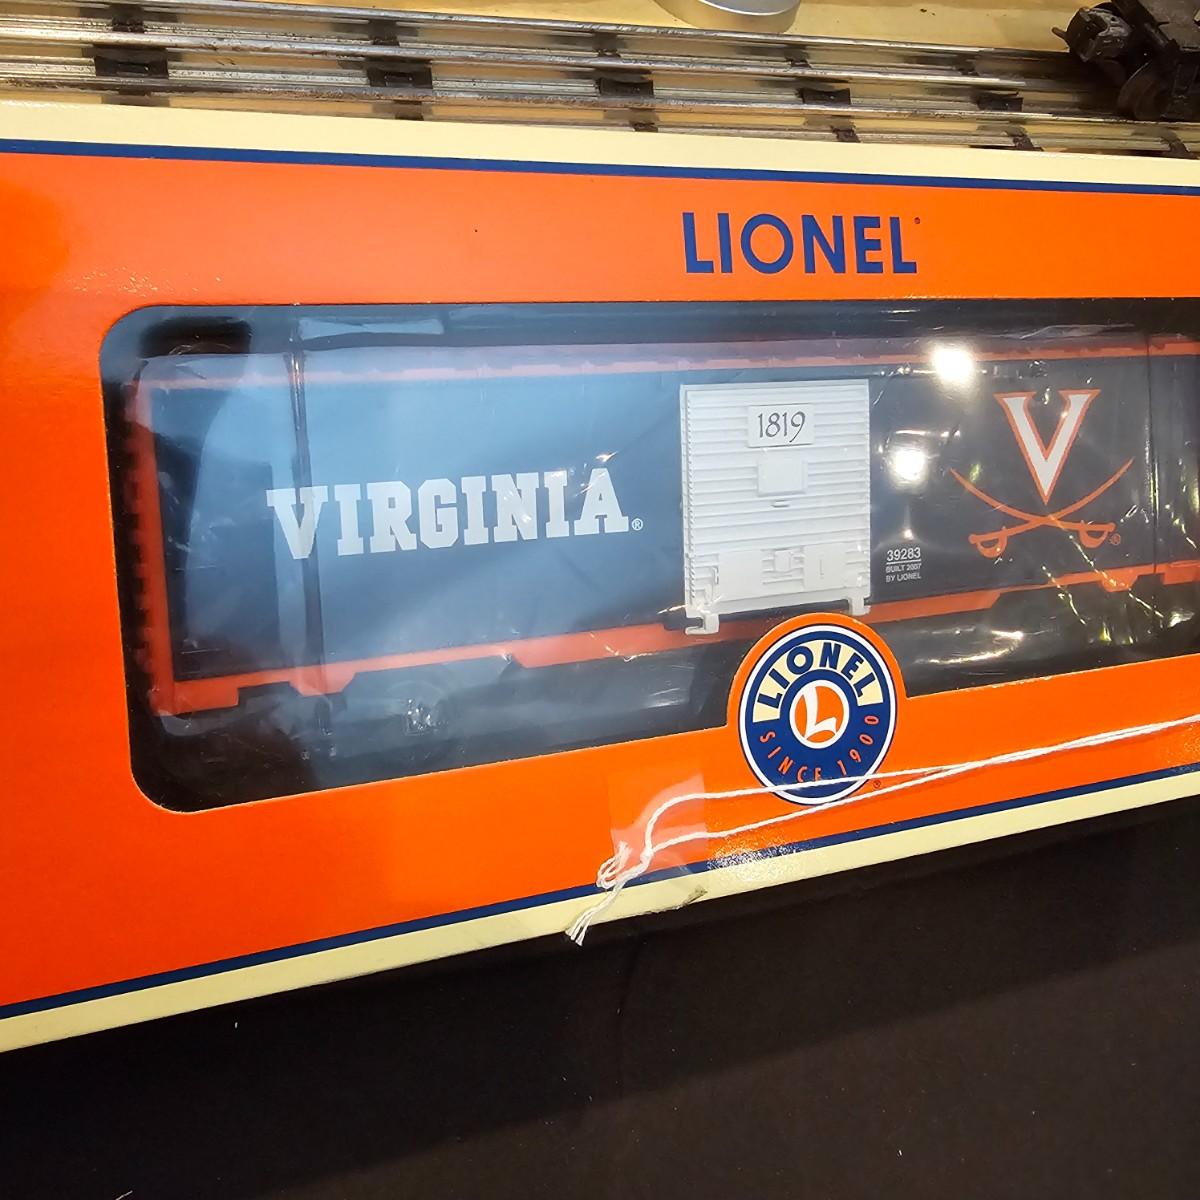 LIONEL
VIRGINIA®
1819
V
®
39283
BUILT 2007
BY LIONEL
LIONEL
L
SINCE 1900
®